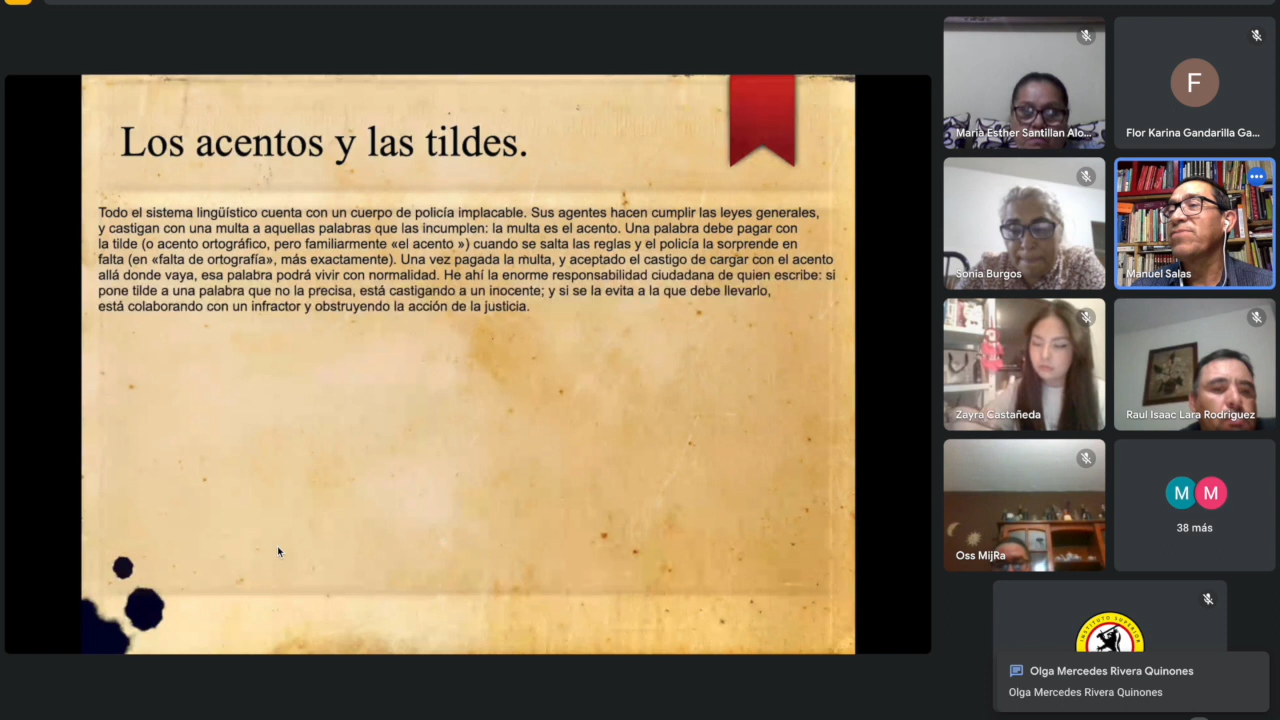 Los acentos y las tildes.
Todo el sistema lingüístico cuenta con un cuerpo de policía implacable. Sus agentes hacen cumplir las leyes generales,
y castigan con una multa a aquellas palabras que las incumplen: la multa es el acento. Una palabra debe pagar con
la tilde (o acento ortográfico, pero familiarmente «el acento ») cuando se salta las reglas y el policía la sorprende en
falta (en «falta de ortografía», más exactamente). Una vez pagada la multa, y aceptado el castigo de cargar con el acento
allá donde vaya, esa palabra podrá vivir con normalidad. He ahí la enorme responsabilidad ciudadana de quien escribe: si
pone tilde a una palabra que no la precisa, está castigando a un inocente; y si se la evita a la que debe llevarlo,
está colaborando con un infractor y obstruyendo la acción de la justicia.
Maria Esther Santillan Alo...
F
Flor Karina Gandarilla Ga...
Sonia Burgos
Manuel Salas
Zayra Castañeda
Raul Isaac Lara Rodríguez
Oss MijRa
M M
38 más
INSTITUTO SUPERIOR
Olga Mercedes Rivera Quinones
Olga Mercedes Rivera Quinones